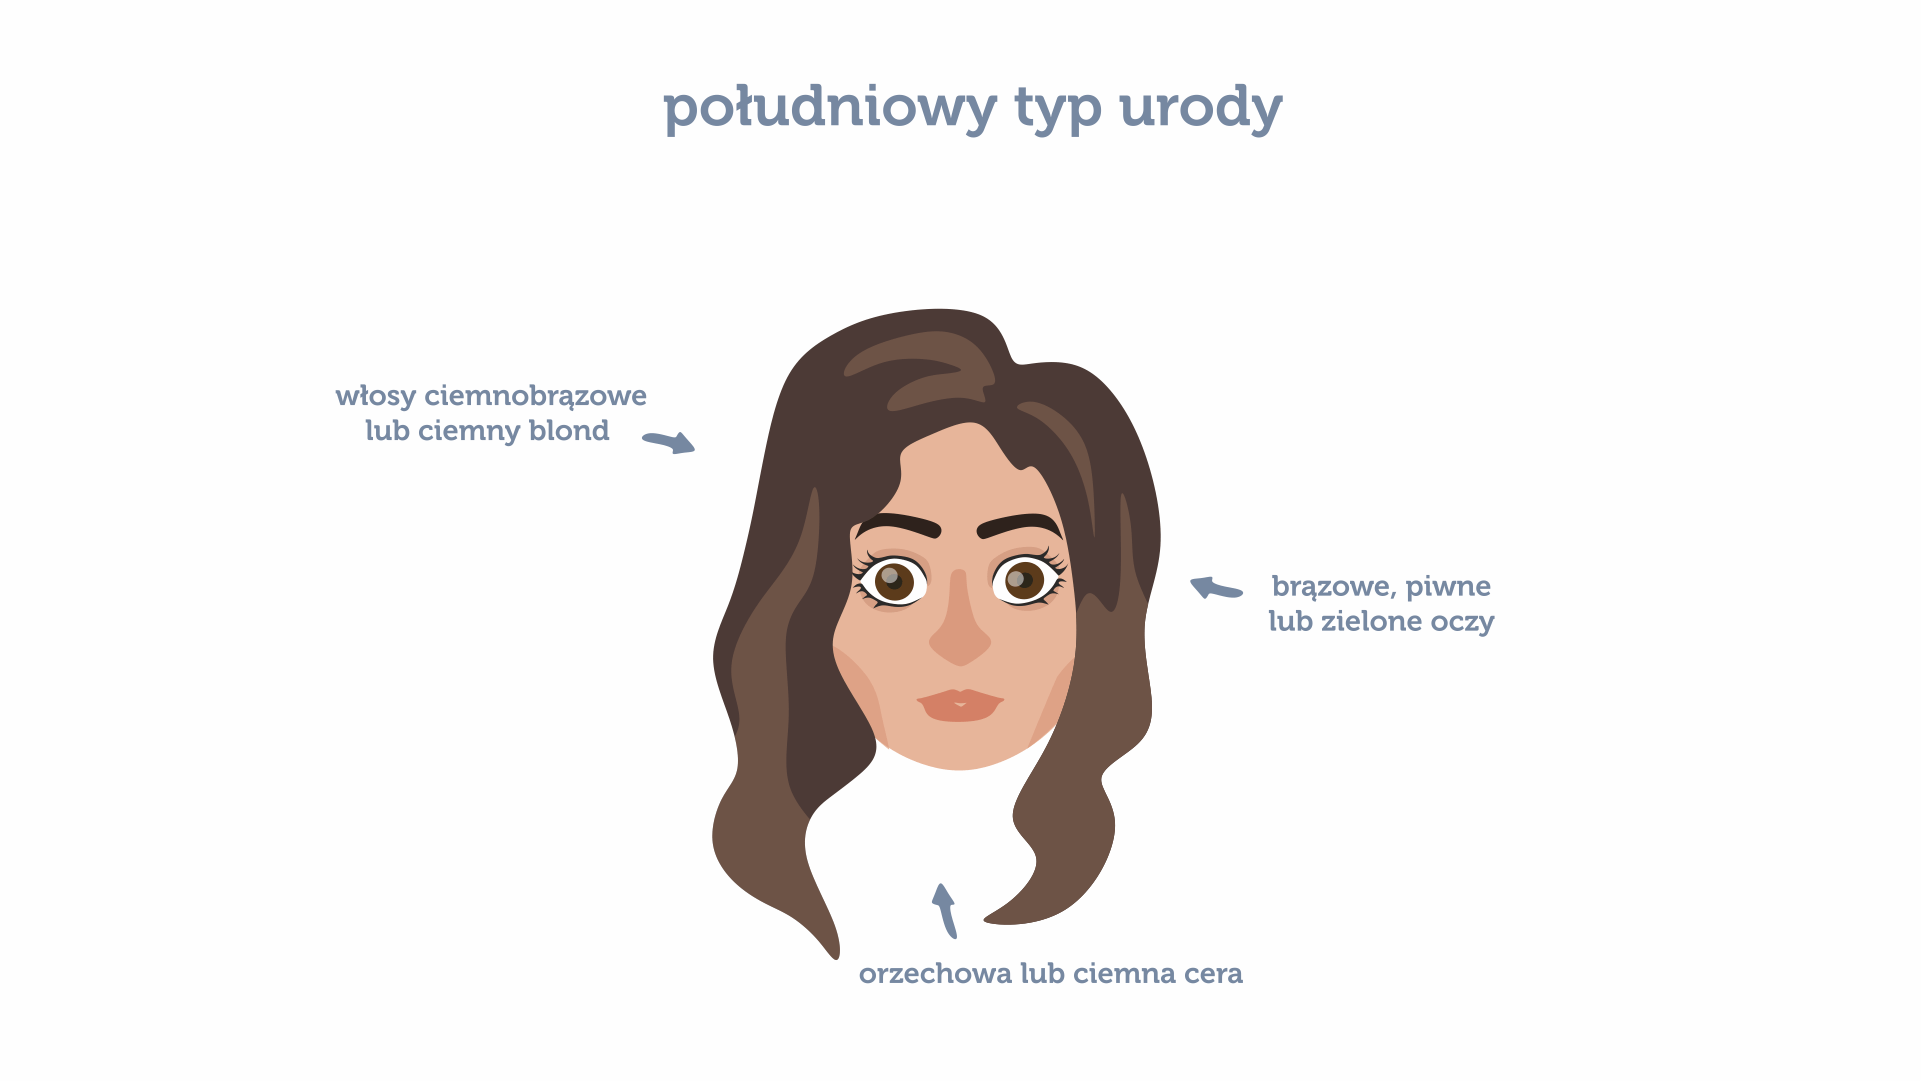 południowy typ urody
włosy ciemnobrązowe
lub ciemny blond
brązowe, piwne
lub zielone oczy
orzechowa lub ciemna cera